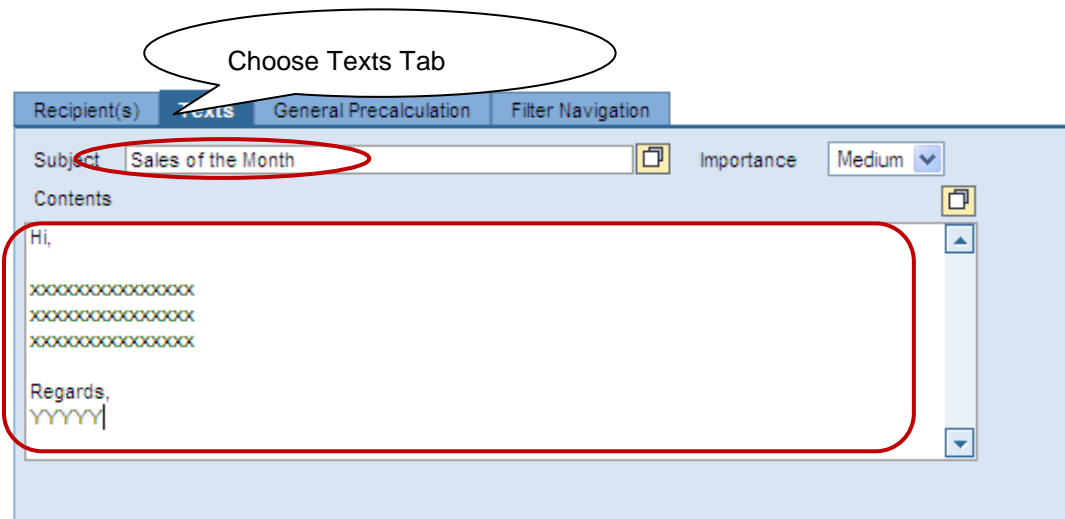 Choose Texts Tab
Recipient(s) Texts General Precalculation Filter Navigation
Subject Sales of the Month Importance Medium
Contents
Hi,
xxxxxxxxxxxxxxx
xxxxxxxxxxxxxxx
xxxxxxxxxxxxxxx
Regards,
YYYYY